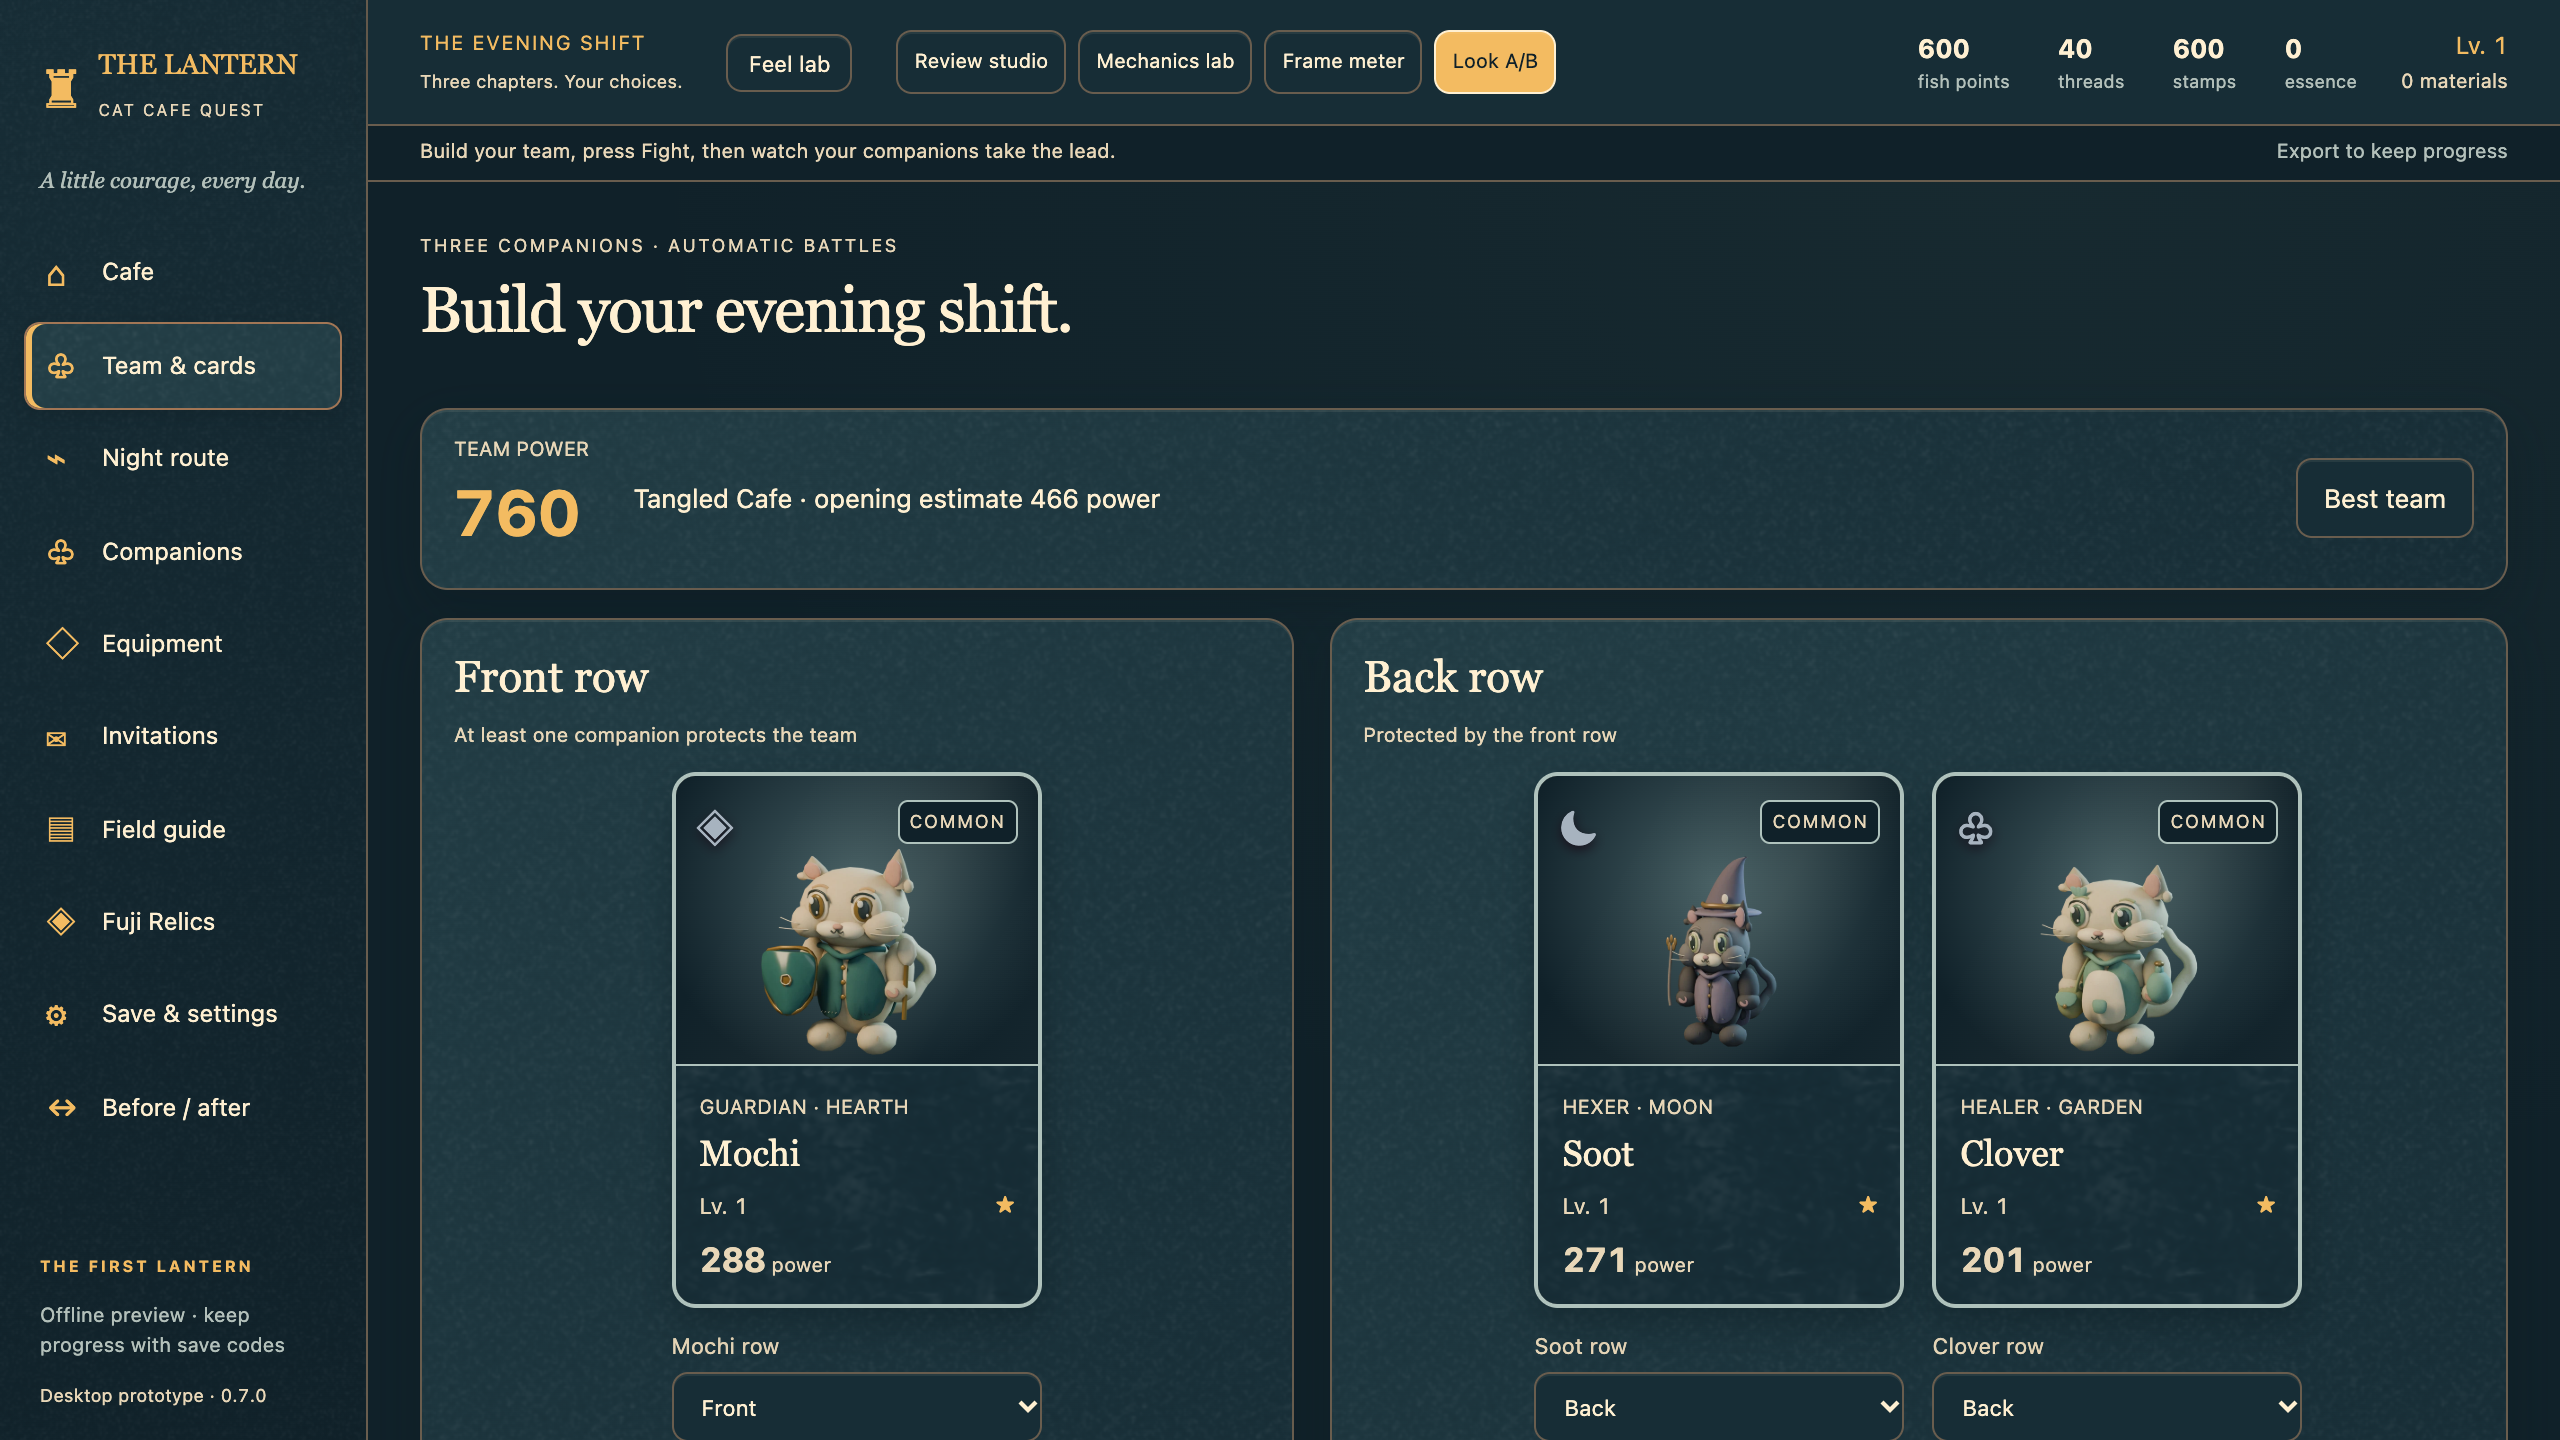 THE LANTERN
CAT CAFE QUEST
A little courage, every day.
Cafe
Team & cards
Night route
Companions
Equipment
Invitations
Field guide
Fuji Relics
Save & settings
Before / after
THE FIRST LANTERN
Offline preview · keep
progress with save codes
Desktop prototype · 0.7.0
THE EVENING SHIFT
Three chapters. Your choices.
Feel lab
Review studio
Mechanics lab
Frame meter
Look A/B
600
fish points
40
threads
600
stamps
0
essence
Lv. 1
0 materials
Build your team, press Fight, then watch your companions take the lead.
Export to keep progress
THREE COMPANIONS · AUTOMATIC BATTLES
Build your evening shift.
TEAM POWER
760
Tangled Cafe · opening estimate 466 power
Best team
Front row
At least one companion protects the team
COMMON
GUARDIAN · HEARTH
Mochi
Lv. 1
288 power
Mochi row
Front
Back row
Protected by the front row
COMMON
HEXER · MOON
Soot
Lv. 1
271 power
Soot row
Back
COMMON
HEALER · GARDEN
Clover
Lv. 1
201 power
Clover row
Back